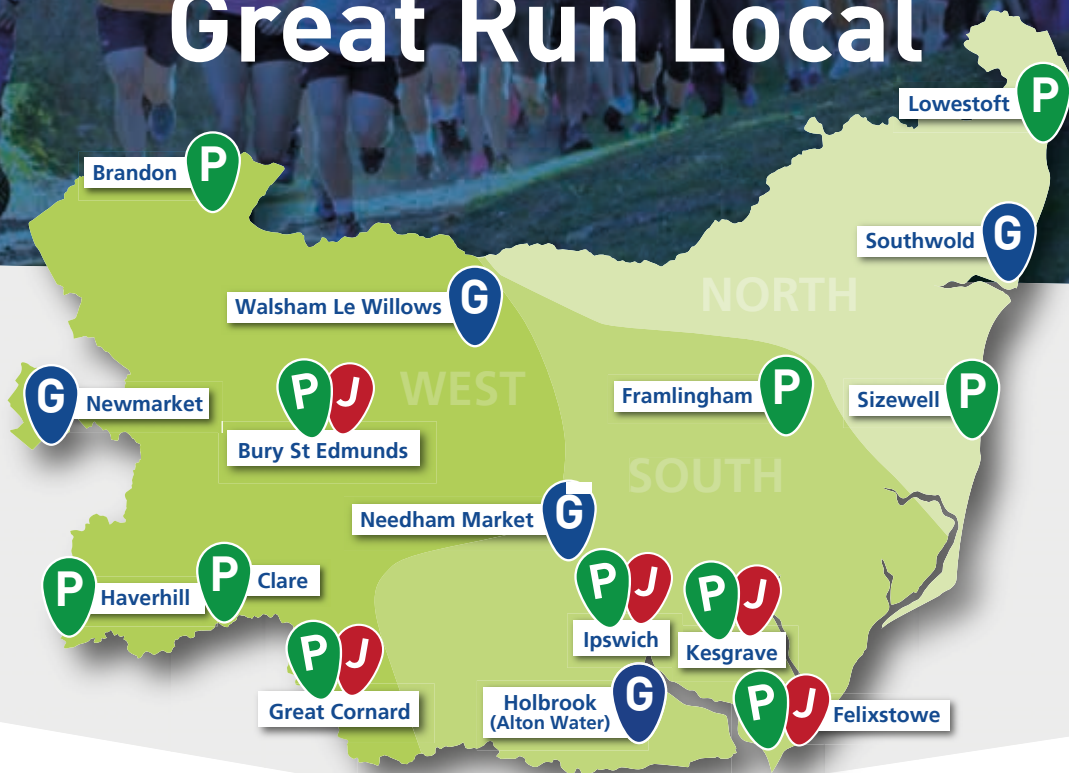 Great Run Local
P
Lowestoft
Brandon
P
G
Southwold
NORTH
G
Walsham Le Willows
WEST
P J
Bury St Edmunds
G
Newmarket
P
Framlingham
P
Sizewell
SOUTH
G
Needham Market
P
Haverhill
P
Clare
P J
Ipswich
P J
Kesgrave
P J
Great Cornard
G
Holbrook
(Alton Water)
P J
Felixstowe